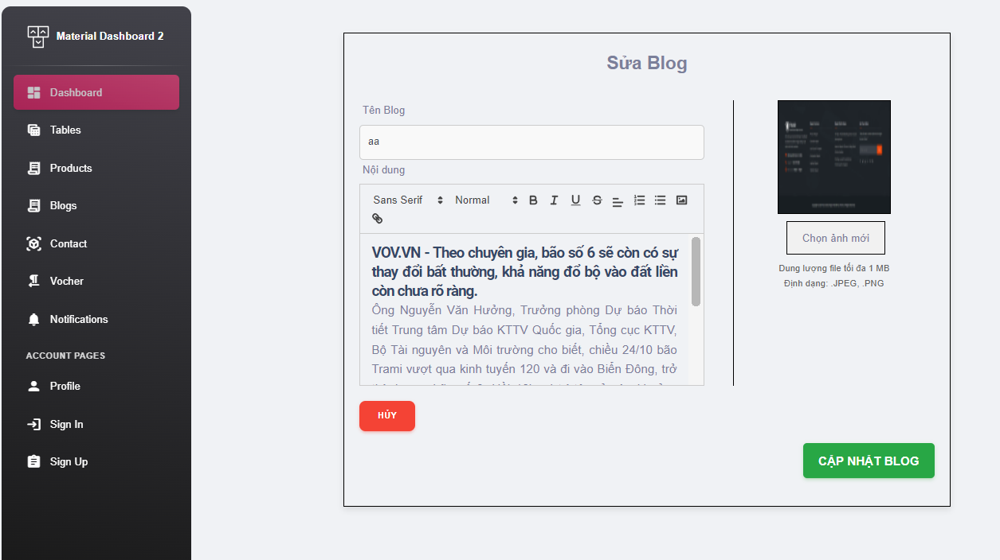 Material Dashboard 2
Dashboard
Tables
Products
Blogs
Contact
Vocher
Notifications
ACCOUNT PAGES
Profile
Sign In
Sign Up
Sửa Blog
Tên Blog
aa
Nội dung
Sans Serif
Normal
VOV.VN - Theo chuyên gia, bão số 6 sẽ còn có sự
thay đổi bất thường, khả năng đổ bộ vào đất liền
còn chưa rõ ràng.
Ông Nguyễn Văn Hưởng, Trưởng phòng Dự báo Thời
tiết Trung tâm Dự báo KTTV Quốc gia, Tổng cục KTTV,
Bộ Tài nguyên và Môi trường cho biết, chiều 24/10 bão
Trami vượt qua kinh tuyến 120 và đi vào Biển Đông, trở
HỦY
Chọn ảnh mới
Dung lượng file tối đa 1 MB
Định dạng: .JPEG, .PNG
CẬP NHẬT BLOG